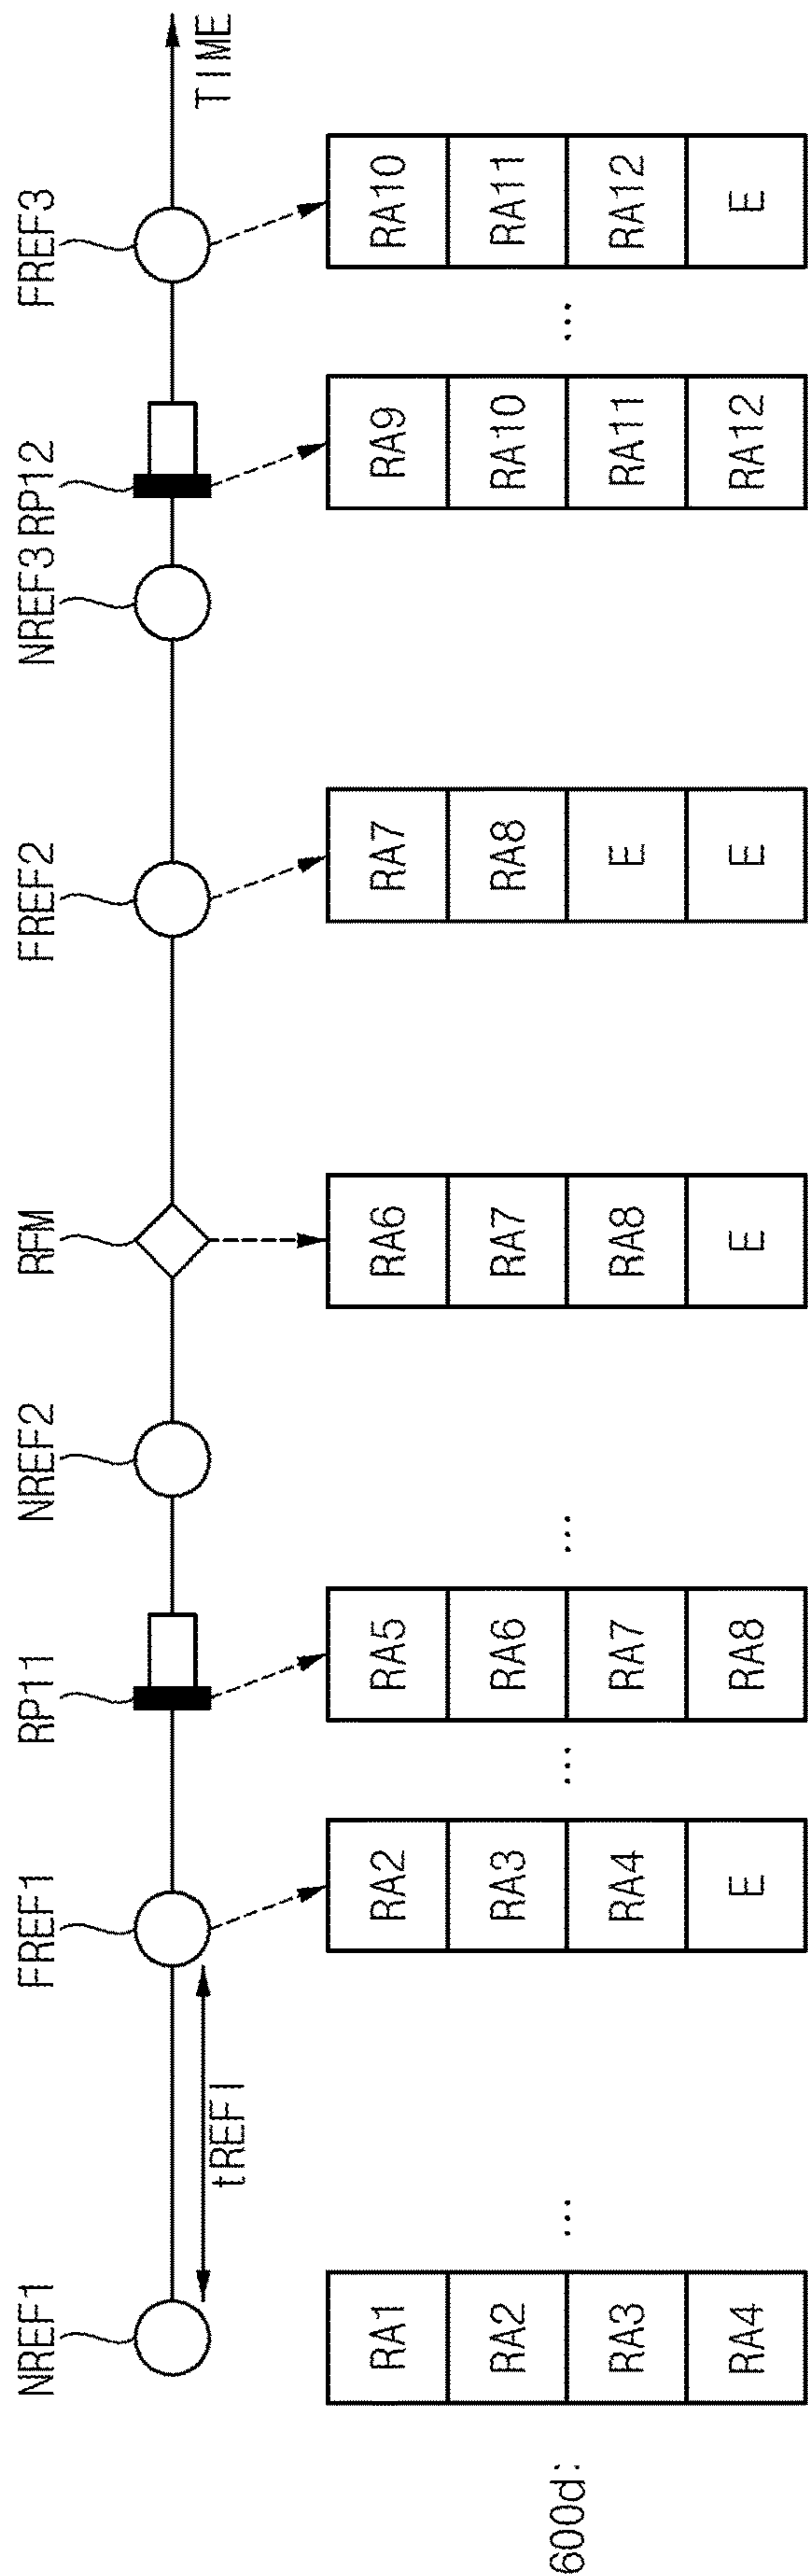 NREF1 FREF1 RP11 NREF2 RFM FREF2 NREF3 RP12 FREF3
tREFI TIME
600d:
RA1 RA2 RA5 RA6 RA7 RA9 RA10
RA2 RA3 RA6 RA7 RA8 RA10 RA11
RA3 ... RA4 ... RA7 ... RA8 E RA11 ... RA12
RA4 E RA8 E E RA12 E